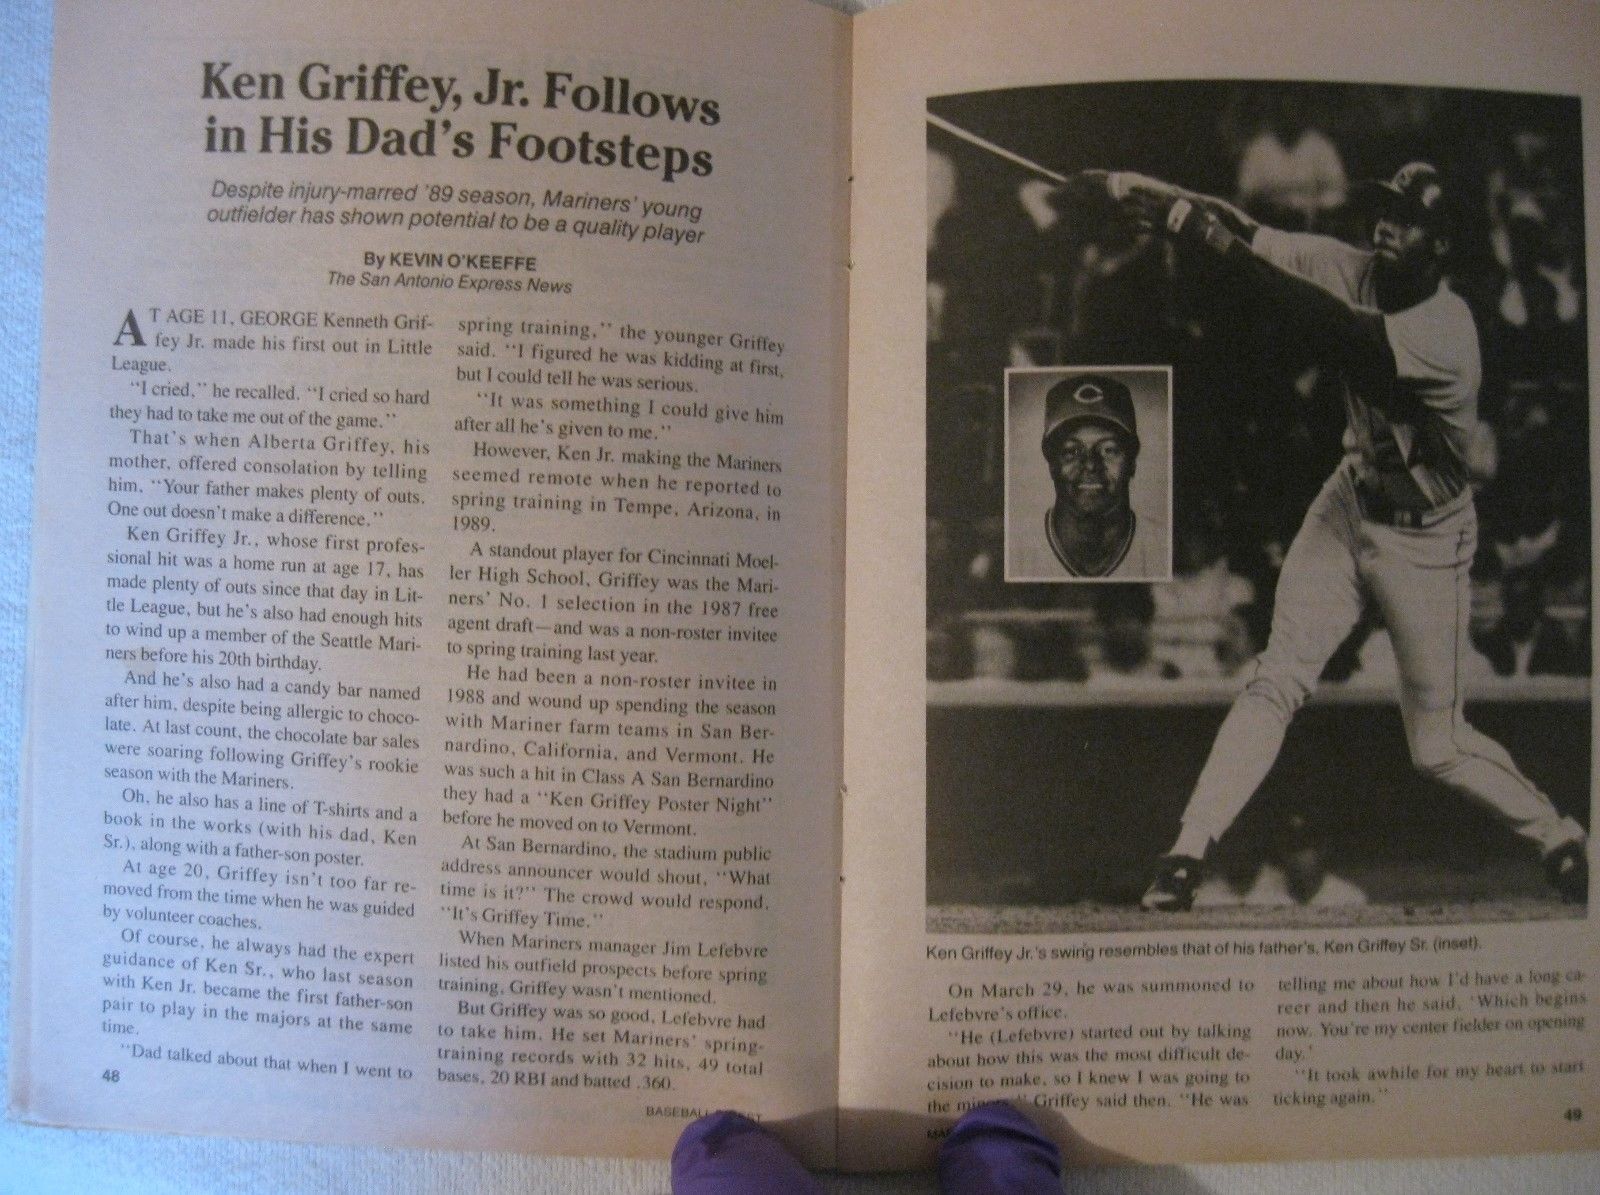 Ken Griffey, Jr. Follows
in His Dad's Footsteps
Despite injury-marred '89 season, Mariners' young
outfielder has shown potential to be a quality player
By KEVIN O'KEEFFE
The San Antonio Express News
AT AGE 11, GEORGE Kenneth Grif-
fey Jr. made his first out in Little
League.
"I cried," he recalled. "I cried so hard
they had to take me out of the game."
That's when Alberta Griffey, his
mother, offered consolation by telling
him, "Your father makes plenty of outs.
One out doesn't make a difference."
Ken Griffey Jr., whose first profes-
sional hit was a home run at age 17, has
made plenty of outs since that day in Lit-
tle League, but he's also had enough hits
to wind up a member of the Seattle Mari-
ners before his 20th birthday.
And he's also had a candy bar named
after him, despite being allergic to choco-
late. At last count, the chocolate bar sales
were soaring following Griffey's rookie
season with the Mariners.
Oh, he also has a line of T-shirts and a
book in the works (with his dad, Ken
Sr.), along with a father-son poster.
At age 20, Griffey isn't too far re-
moved from the time when he was guided
by volunteer coaches.
Of course, he always had the expert
guidance of Ken Sr., who last season
with Ken Jr. became the first father-son
pair to play in the majors at the same
time.
"Dad talked about that when I went to
48
spring training," the younger Griffey
said. "I figured he was kidding at first,
but I could tell he was serious.
"It was something I could give him
after all he's given to me."
However, Ken Jr. making the Mariners
seemed remote when he reported to
spring training in Tempe, Arizona, in
1989.
A standout player for Cincinnati Moel-
ler High School, Griffey was the Mari-
ners' No. 1 selection in the 1987 free
agent draft—and was a non-roster invitee
to spring training last year.
He had been a non-roster invitee in
1988 and wound up spending the season
with Mariner farm teams in San Ber-
nardino, California, and Vermont. He
was such a hit in Class A San Bernardino
they had a "Ken Griffey Poster Night"
before he moved on to Vermont.
At San Bernardino, the stadium public
address announcer would shout, "What
time is it?" The crowd would respond,
"It's Griffey Time."
When Mariners manager Jim Lefebvre
listed his outfield prospects before spring
training, Griffey wasn't mentioned.
But Griffey was so good, Lefebvre had
to take him. He set Mariners' spring-
training records with 32 hits, 49 total
bases, 20 RBI and batted .360.
BASEBALL
C
Ken Griffey Jr.'s swing resembles that of his father's, Ken Griffey Sr. (inset).
On March 29, he was summoned to
Lefebvre's office.
"He (Lefebvre) started out by talking
about how this was the most difficult de-
cision to make, so I knew I was going to
the Griffey said then. "He was
telling me about how I'd have a long ca-
reer and then he said, 'Which begins
now. You're my center fielder on opening
day.'
"It took awhile for my heart to start
ticking again."
49